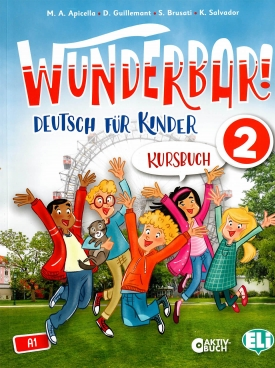 M. A. Apicella • D. Guillemant • S. Brusati • K. Salvador
WUNDERBAR!
DEUTSCH FÜR KINDER
KURSBUCH
2
A1
AKTIV-
BUCH
ELi